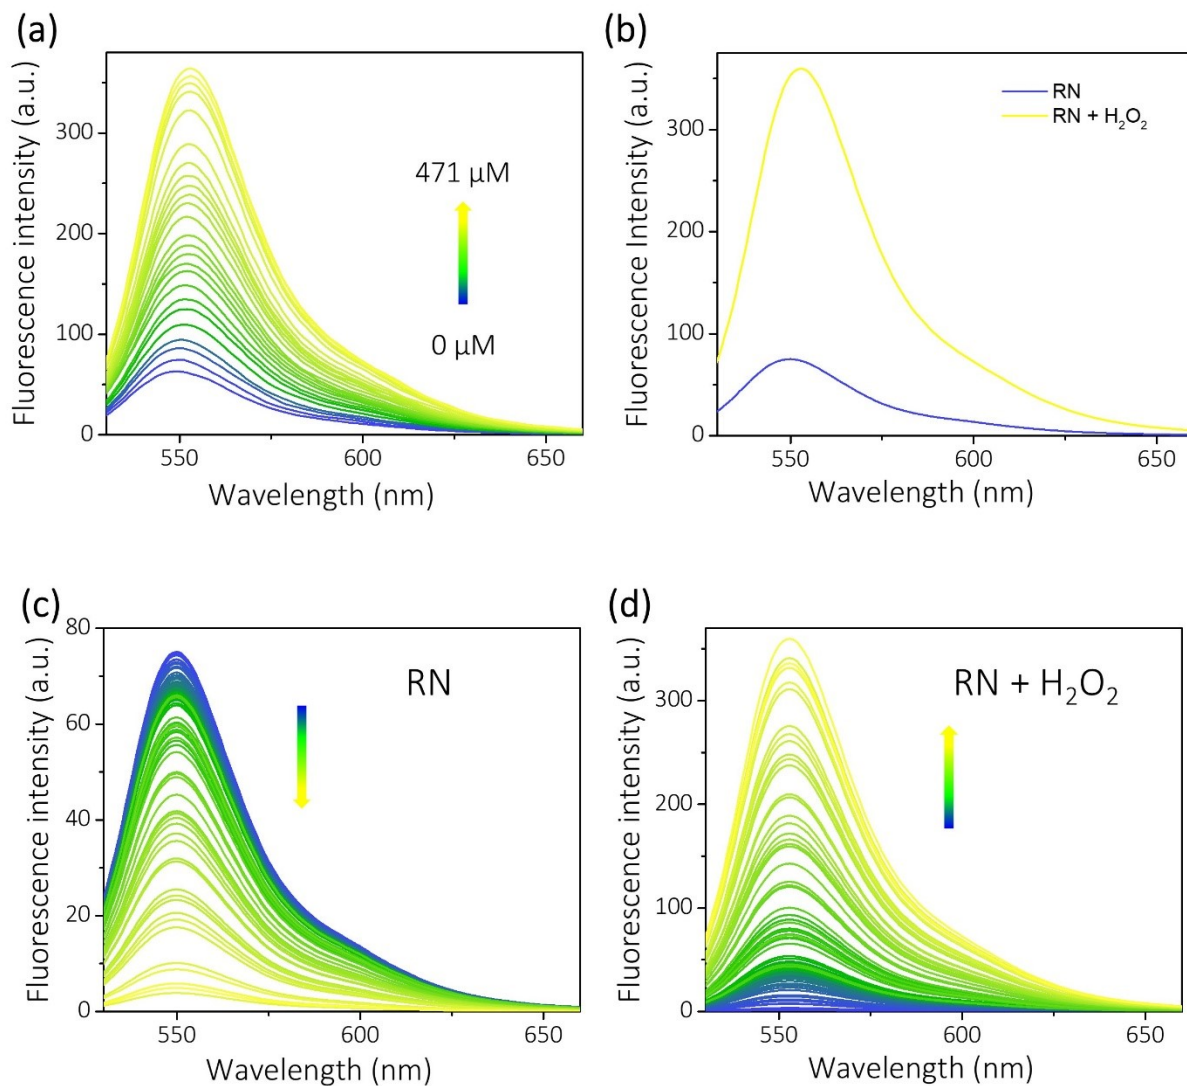 (a)
Fluorescence intensity (a.u.)
300
200
100
0
471 µM
0 µM
550
600
650
Wavelength (nm)
(b)
Fluorescence Intensity (a.u.)
300
200
100
0
RN
RN + H₂O₂
550
600
650
Wavelength (nm)
(c)
Fluorescence intensity (a.u.)
80
60
40
20
0
RN
550
600
650
Wavelength (nm)
(d)
Fluorescence intensity (a.u.)
300
200
100
0
RN + H₂O₂
550
600
650
Wavelength (nm)